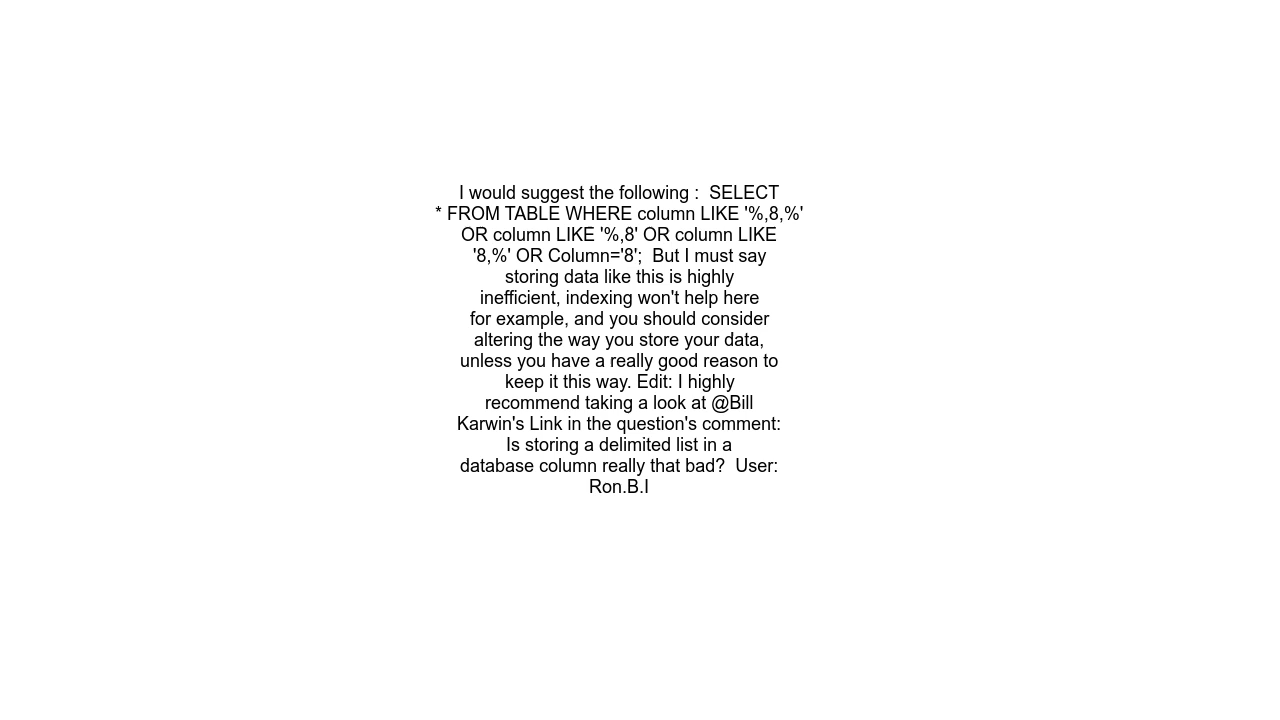 I would suggest the following :  SELECT
* FROM TABLE WHERE column LIKE '%,8,%'
OR column LIKE '%,8' OR column LIKE
'8,%' OR Column='8';  But I must say
storing data like this is highly
inefficient, indexing won't help here
for example, and you should consider
altering the way you store your data,
unless you have a really good reason to
keep it this way. Edit: I highly
recommend taking a look at @Bill
Karwin's Link in the question's comment:
Is storing a delimited list in a
database column really that bad?  User:
Ron.B.I